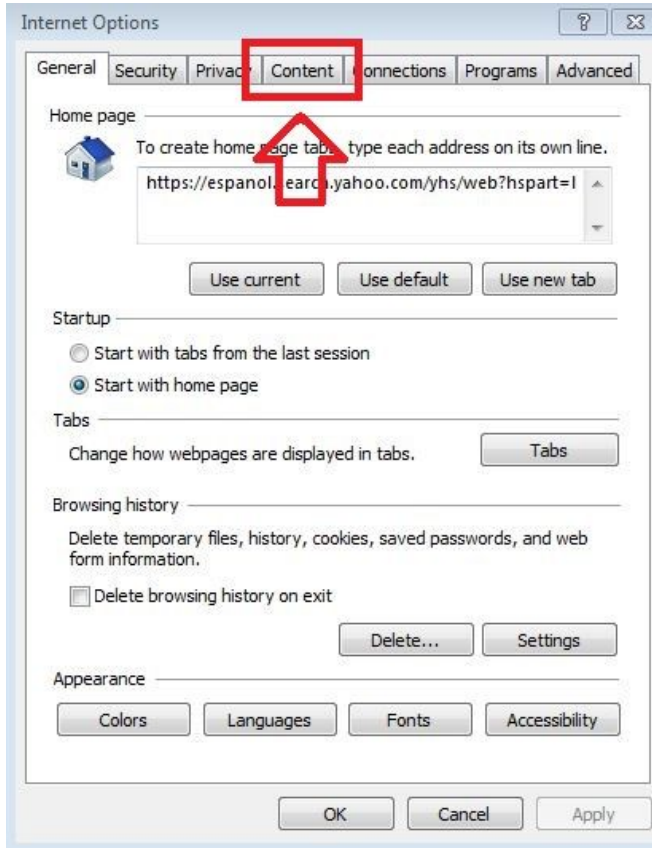 Internet Options
General Security Privacy Content Connections Programs Advanced
Home page
To create home page tabs, type each address on its own line.
https://espanol.search.yahoo.com/yhs/web?hspart=l
Use current Use default Use new tab
Startup
Start with tabs from the last session
Start with home page
Tabs
Change how webpages are displayed in tabs. Tabs
Browsing history
Delete temporary files, history, cookies, saved passwords, and web
form information.
Delete browsing history on exit
Delete... Settings
Appearance
Colors Languages Fonts Accessibility
OK Cancel Apply